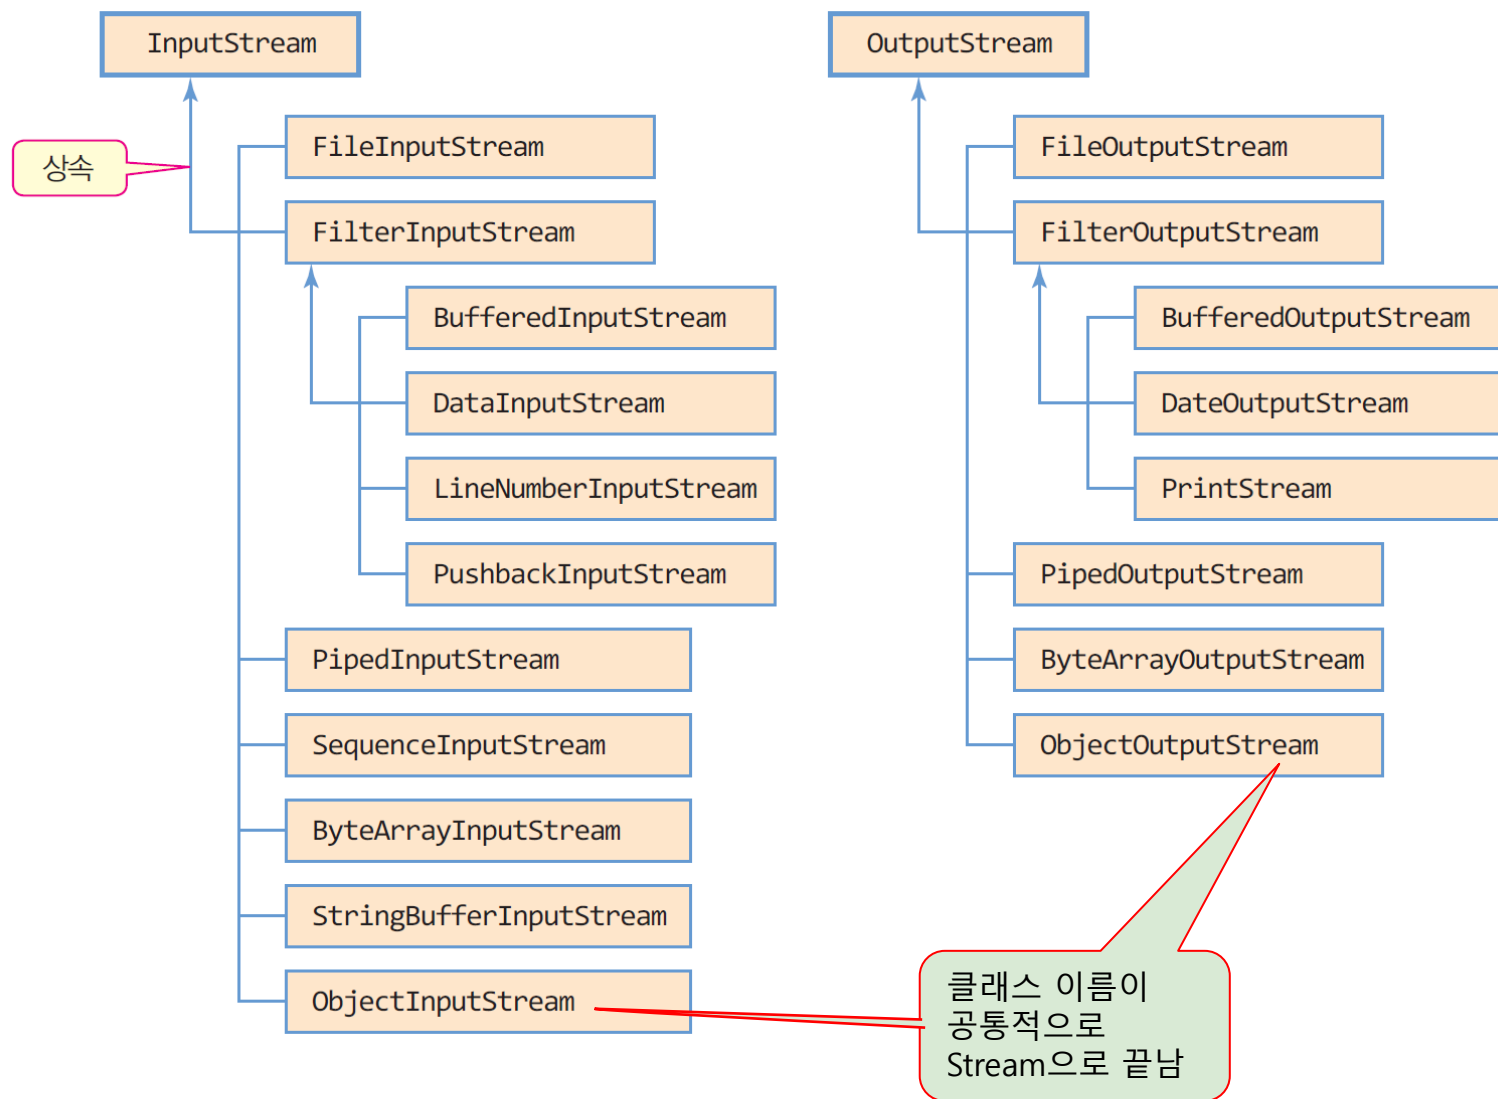 InputStream
상속
FileInputStream
FilterInputStream
BufferedInputStream
DataInputStream
LineNumberInputStream
PushbackInputStream
PipedInputStream
SequenceInputStream
ByteArrayInputStream
StringBufferInputStream
ObjectInputStream
OutputStream
FileOutputStream
FilterOutputStream
BufferedOutputStream
DateOutputStream
PrintStream
PipedOutputStream
ByteArrayOutputStream
ObjectOutputStream
클래스 이름이
공통적으로
Stream으로 끝남